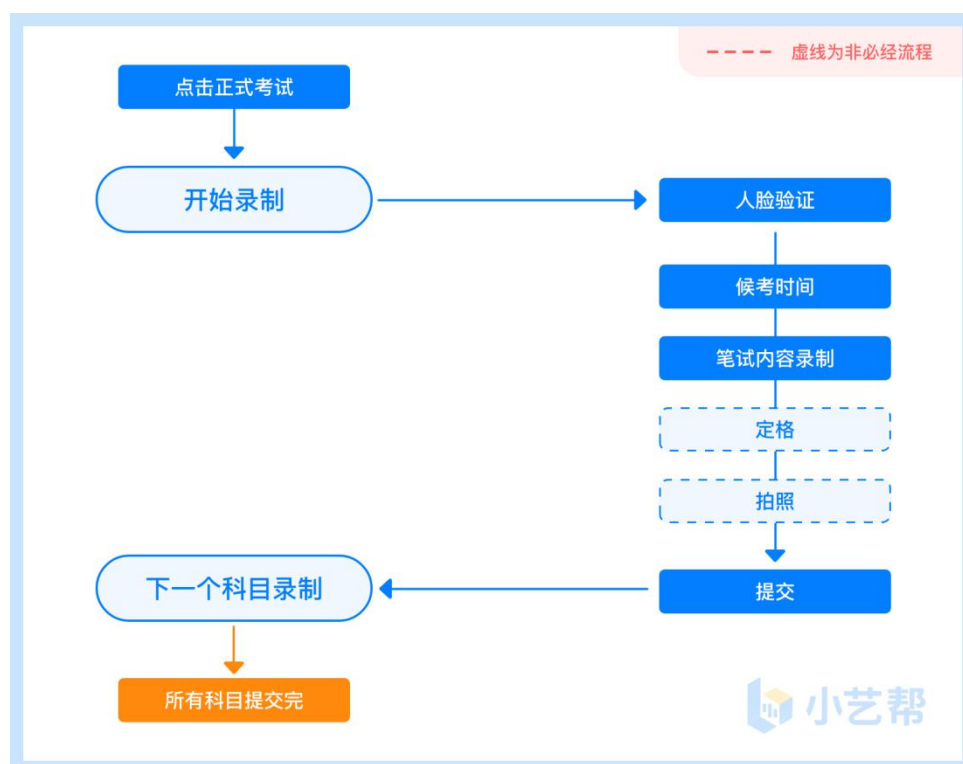 虚线为非必经流程
点击正式考试
开始录制
人脸验证
候考时间
笔试内容录制
定格
拍照
提交
下一个科目录制
所有科目提交完
小艺帮